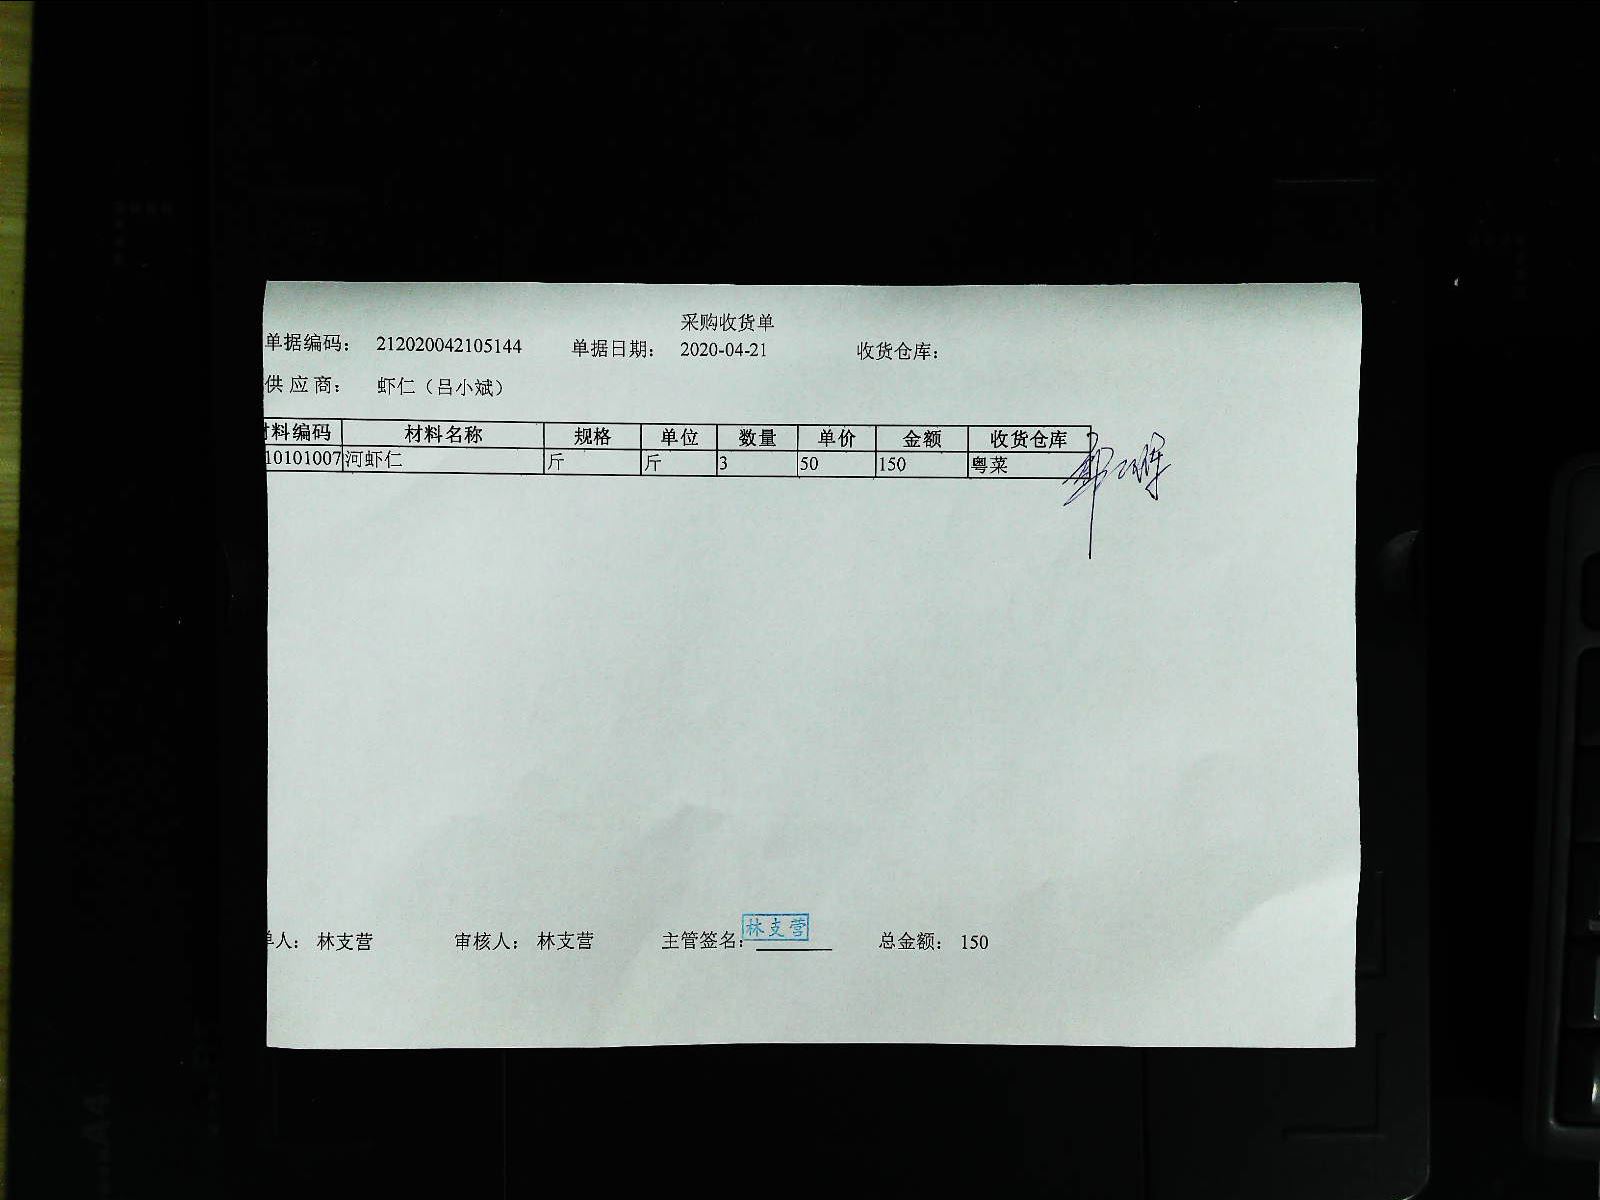 采购收货单
单据编码： 212020042105144 单据日期： 2020-04-21 收货仓库：
供 应 商： 虾仁（吕小斌）
材料编码 材料名称 规格 单位 数量 单价 金额 收货仓库
10101007 河虾仁 斤 斤 3 50 150 粤菜
单人： 林支营 审核人： 林支营 主管签名： 林支营 总金额： 150